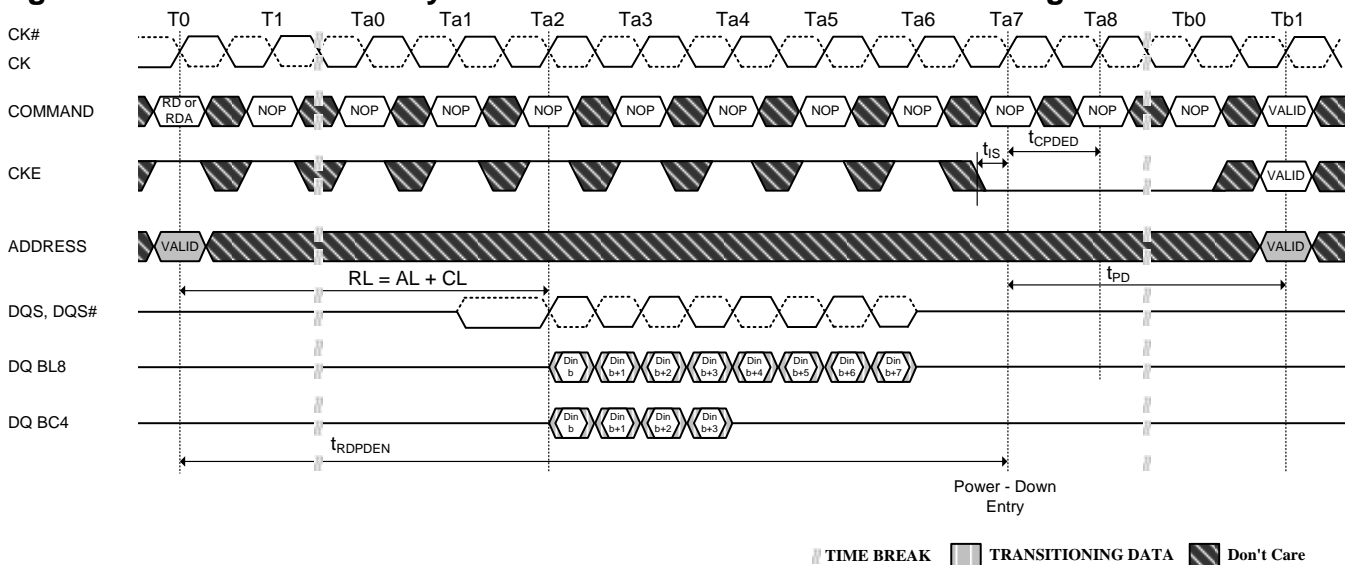 T0 T1 Ta0 Ta1 Ta2 Ta3 Ta4 Ta5 Ta6 Ta7 Ta8 Tb0 Tb1
CK#
CK
COMMAND
RD or
RDA
NOP NOP NOP NOP NOP NOP NOP NOP NOP NOP NOP VALID
tIS
tCPDED
CKE
VALID
ADDRESS
VALID
VALID
RL = AL + CL
tPD
DQS, DQS#
DQ BL8
Din b
Din b+1
Din b+2
Din b+3
Din b+4
Din b+5
Din b+6
Din b+7
DQ BC4
Din b
Din b+1
Din b+2
Din b+3
tRDPDEN
Power - Down
Entry
TIME BREAK
TRANSITIONING DATA
Don't Care